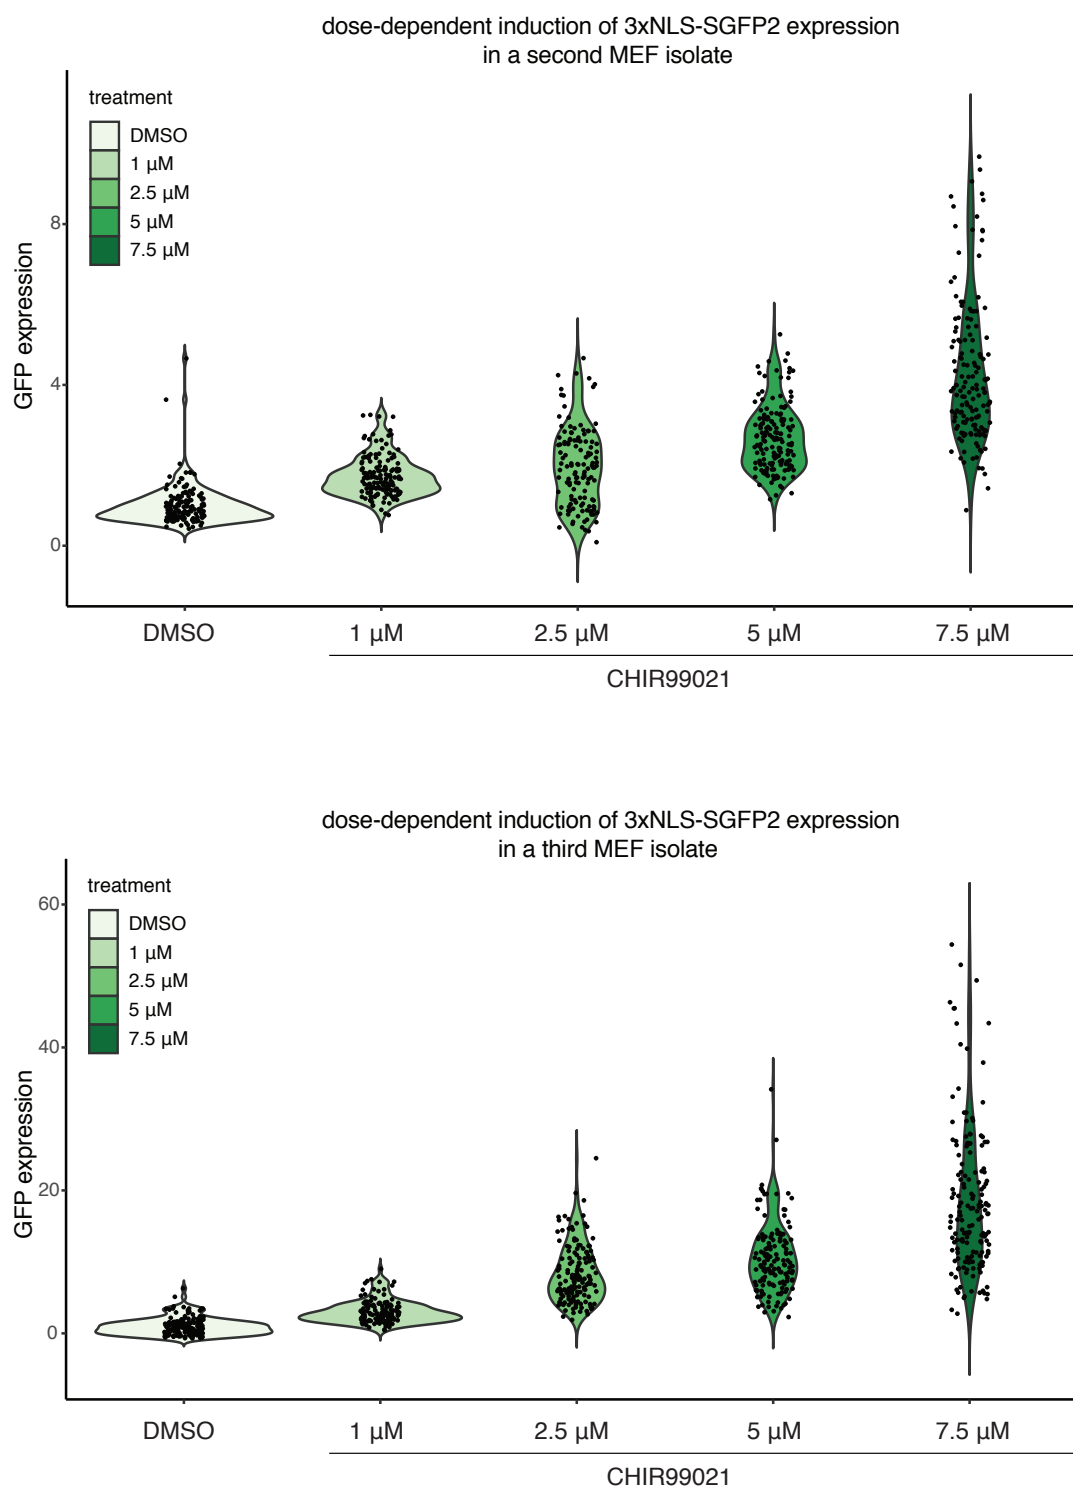 dose-dependent induction of 3xNLS-SGFP2 expression
in a second MEF isolate
treatment
DMSO
1 µM
2.5 µM
5 µM
7.5 µM
GFP expression
8
4
0
DMSO 1 µM 2.5 µM 5 µM 7.5 µM
CHIR99021
dose-dependent induction of 3xNLS-SGFP2 expression
in a third MEF isolate
treatment
DMSO
1 µM
2.5 µM
5 µM
7.5 µM
GFP expression
60
40
20
0
DMSO 1 µM 2.5 µM 5 µM 7.5 µM
CHIR99021